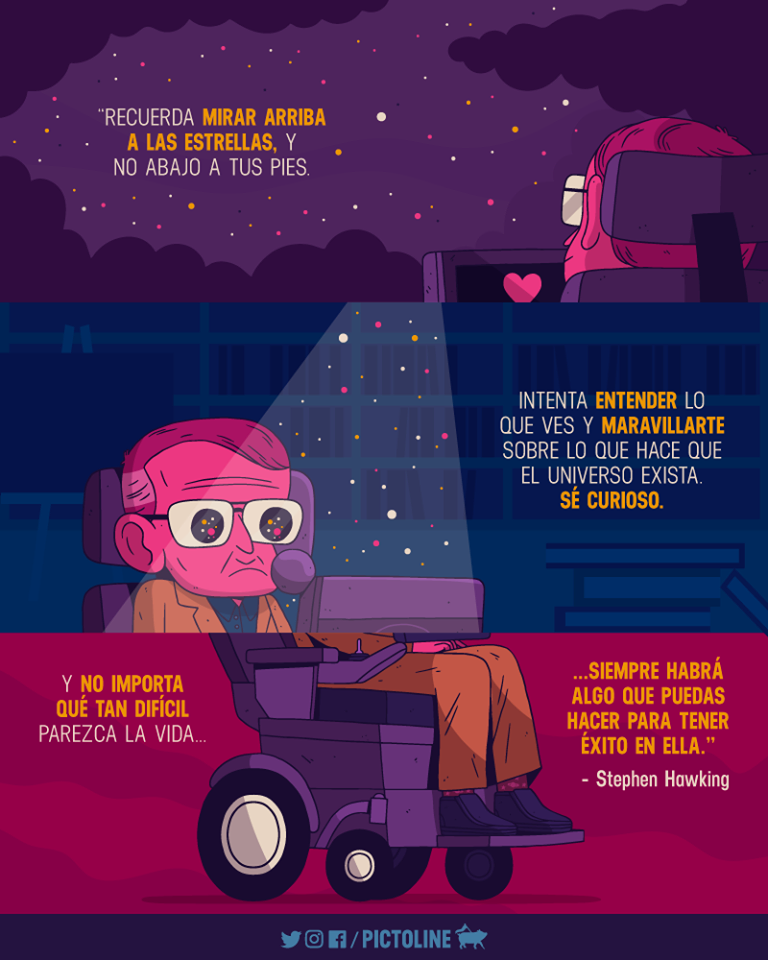 “RECUERDA MIRAR ARRIBA
A LAS ESTRELLAS, Y
NO ABAJO A TUS PIES.
INTENTA ENTENDER LO
QUE VES Y MARAVILLARTE
SOBRE LO QUE HACE QUE
EL UNIVERSO EXISTA.
SÉ CURIOSO.
Y NO IMPORTA
QUÉ TAN DIFÍCIL
PAREZCA LA VIDA...
...SIEMPRE HABRÁ
ALGO QUE PUEDAS
HACER PARA TENER
ÉXITO EN ELLA.”
- Stephen Hawking
/ PICTOLINE